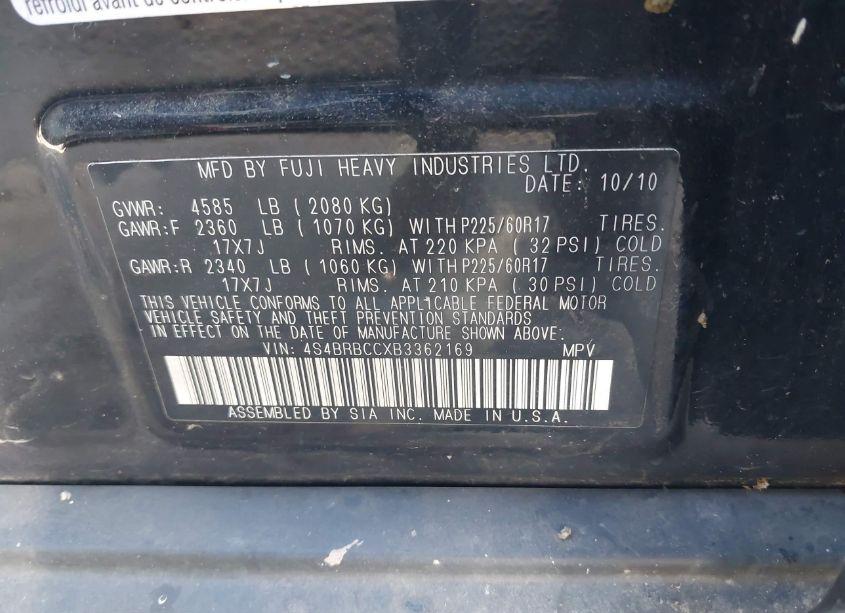 refroidi avant de
MFD BY FUJI HEAVY INDUSTRIES LTD.
DATE: 10/10
GVWR: 4585 LB ( 2080 KG)
GAWR:F 2360 LB ( 1070 KG) WITH P225/60R17 TIRES.
17X7J RIMS. AT 220 KPA ( 32 PSI) COLD
GAWR:R 2340 LB ( 1060 KG) WITH P225/60R17 TIRES.
17X7J RIMS. AT 210 KPA ( 30 PSI) COLD
THIS VEHICLE CONFORMS TO ALL APPLICABLE FEDERAL MOTOR
VEHICLE SAFETY AND THEFT PREVENTION STANDARDS
IN EFFECT ON THE DATE OF MANUFACTURE SHOWN ABOVE:
VIN: 4S4BRBCCXB3362169 MPV
ASSEMBLED BY SIA INC. MADE IN U.S.A.